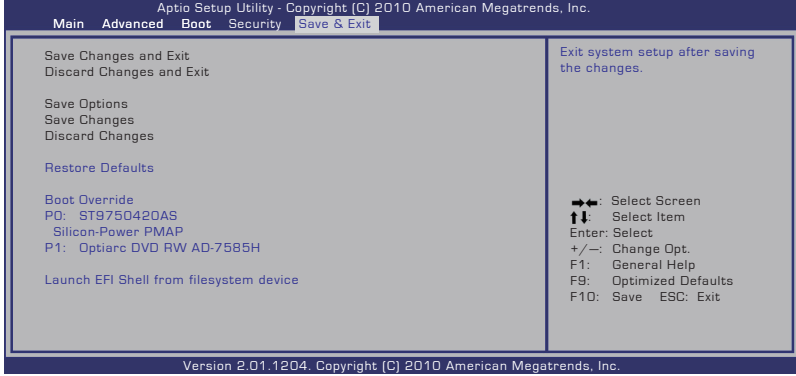 Aptio Setup Utility - Copyright (C) 2010 American Megatrends, Inc.
Main Advanced Boot Security Save & Exit
Save Changes and Exit
Discard Changes and Exit
Save Options
Save Changes
Discard Changes
Restore Defaults
Boot Override
P0: ST9750420AS
Silicon-Power PMAP
P1: Optiarc DVD RW AD-7585H
Launch EFI Shell from filesystem device
Exit system setup after saving
the changes.
→←: Select Screen
↑↓: Select Item
Enter: Select
+/—: Change Opt.
F1: General Help
F9: Optimized Defaults
F10: Save ESC: Exit
Version 2.01.1204. Copyright (C) 2010 American Megatrends, Inc.